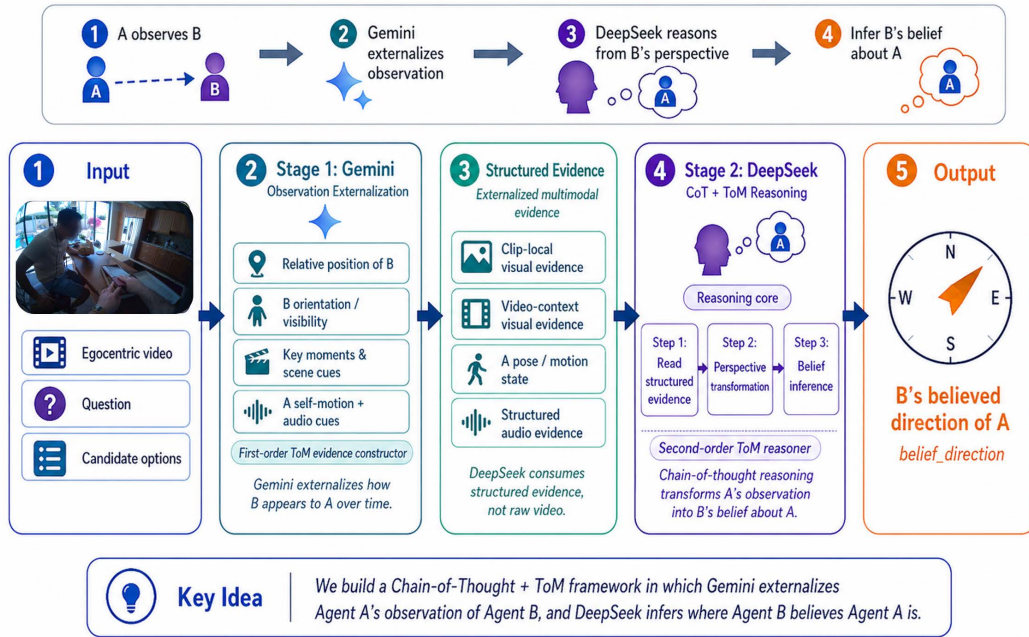 1 A observes B
A
B
2 Gemini
externalizes
observation
3 DeepSeek reasons
from B's perspective
A
4 Infer B's belief
about A
A
1 Input
Egocentric video
? Question
Candidate options
2 Stage 1: Gemini
Observation Externalization
Relative position of B
B orientation /
visibility
Key moments &
scene cues
A self-motion +
audio cues
First-order ToM evidence constructor
Gemini externalizes how
B appears to A over time.
3 Structured Evidence
Externalized multimodal
evidence
Clip-local
visual evidence
Video-context
visual evidence
A pose / motion
state
Structured
audio evidence
DeepSeek consumes
structured evidence,
not raw video.
4 Stage 2: DeepSeek
CoT + ToM Reasoning
A
Reasoning core
Step 1:
Read
structured
evidence
Step 2:
Perspective
transformation
Step 3:
Belief
inference
Second-order ToM reasoner
Chain-of-thought reasoning
transforms A's observation
into B's belief about A.
5 Output
N
W
E
S
B's believed
direction of A
belief_direction
Key Idea
We build a Chain-of-Thought + ToM framework in which Gemini externalizes
Agent A's observation of Agent B, and DeepSeek infers where Agent B believes Agent A is.